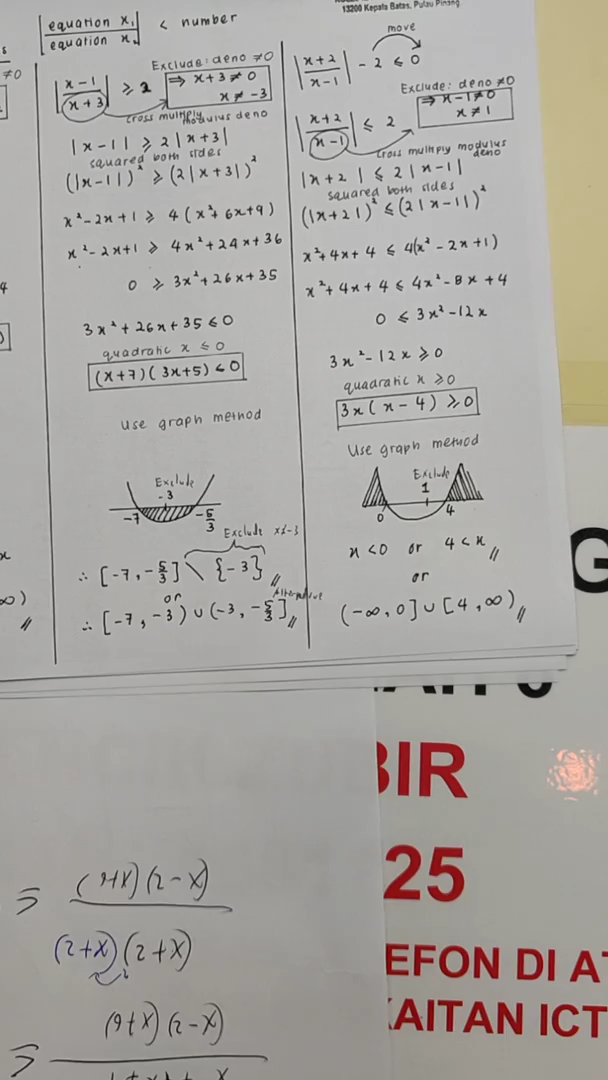 13200 Kepala Batas, Pulau Pinang.
| equation x₁ / equation x | < number
Exclude: deno ≠ 0
| x-1 / x+3 | ≥ 2
⇒ x+3 ≠ 0
x ≠ -3
cross multiply modulus deno
|x-1| ≥ 2|x+3|
squared both sides
(|x-1|)² ≥ (2|x+3|)²
x²-2x+1 ≥ 4(x²+6x+9)
x²-2x+1 ≥ 4x²+24x+36
0 ≥ 3x²+26x+35
3x²+26x+35 ≤ 0
quadratic x ≤ 0
(x+7)(3x+5) ≤ 0
Use graph method
Exclude
-3
-7 -5/3
Exclude x≠-3
∴ [-7, -5/3] \ {-3} //
or
Alternative
∴ [-7, -3) ∪ (-3, -5/3] //
move
| x+2 / x-1 | - 2 ≤ 0
Exclude: deno ≠ 0
⇒ x-1 ≠ 0
x ≠ 1
| x+2 / x-1 | ≤ 2
cross multiply modulus deno
|x+2| ≤ 2|x-1|
squared both sides
(|x+2|)² ≤ (2|x-1|)²
x²+4x+4 ≤ 4(x²-2x+1)
x²+4x+4 ≤ 4x²-8x+4
0 ≤ 3x²-12x
3x²-12x ≥ 0
quadratic x ≥ 0
3x(x-4) ≥ 0
Use graph method
Exclude
1
0 4
x<0 or 4<x //
or
(-∞, 0] ∪ [4, ∞) //
G
BIR
25
EFON DI AT
KAITAN ICT
(2-x)
(2+x)(2+x)
(2-x)